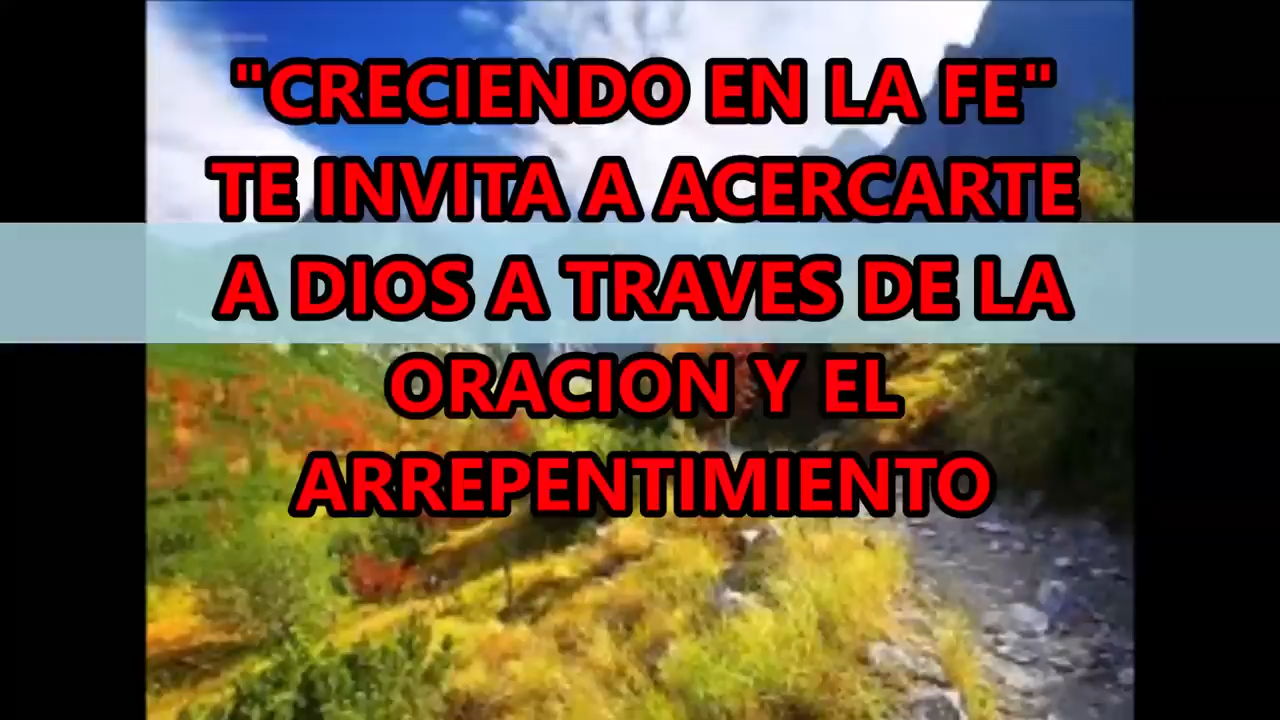 "CRECIENDO EN LA FE"
TE INVITA A ACERCARTE
A DIOS A TRAVES DE LA
ORACION Y EL
ARREPENTIMIENTO